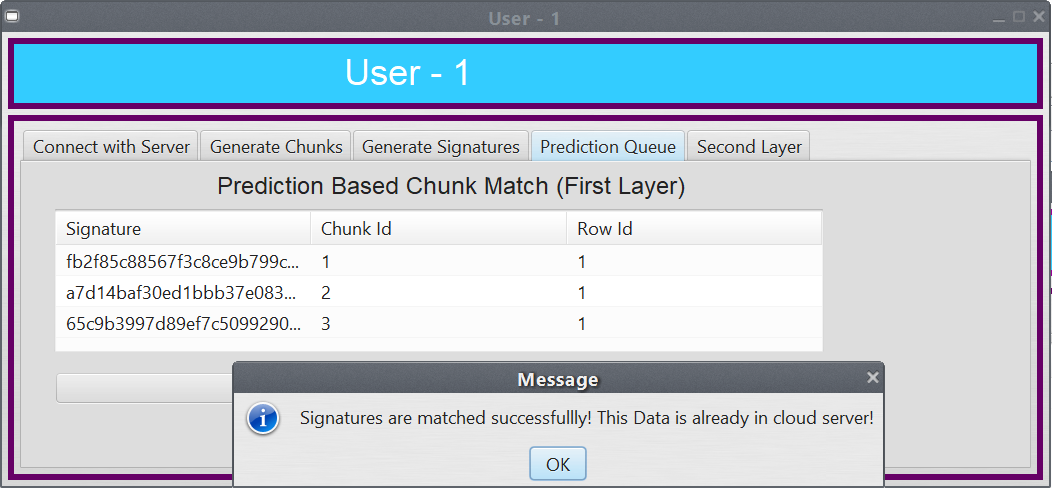 User - 1
User - 1
Connect with Server Generate Chunks Generate Signatures Prediction Queue Second Layer
Prediction Based Chunk Match (First Layer)
Signature Chunk Id Row Id
fb2f85c88567f3c8ce9b799c... 1 1
a7d14baf30ed1bbb37e083... 2 1
65c9b3997d89ef7c5099290... 3 1
Message
Signatures are matched successfullly! This Data is already in cloud server!
OK